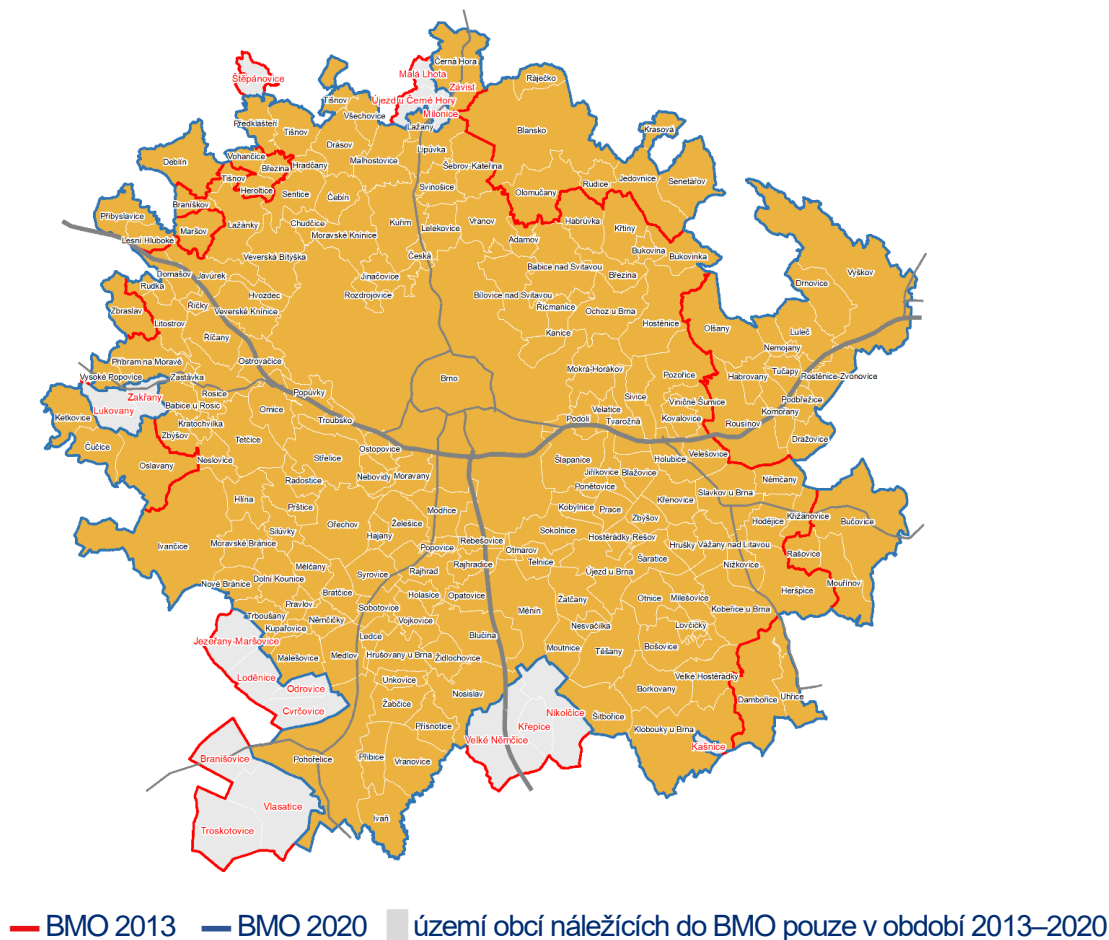 Černá Hora
Malá Lhota
Ráječko
Štěpánovice
Závist
Újezd u Černé Hory
Tišnov
Milonice
Všechovice
Předklášteří
Tišnov
Lažany
Blansko
Krasová
Drásov
Lipůvka
Malhostovice
Vohančice
Deblín
Březina
Hradčany
Šebrov-Kateřina
Rudice
Jedovnice
Senetářov
Tišnov
Heroltice
Sentice
Svinošice
Olomučany
Čebín
Braníškov
Přibyslavice
Lažánky
Chudčice
Kuřim
Vranov
Habrůvka
Křtiny
Maršov
Moravské Knínice
Lelekovice
Lesní Hluboké
Adamov
Bukovina
Veverská Bítýška
Česká
Bukovinka
Domašov
Javůrek
Jinačovice
Babice nad Svitavou
Březina
Vyškov
Rudka
Drnovice
Hvozdec
Rozdrojovice
Bílovice nad Svitavou
Zbraslav
Říčky
Veverské Knínice
Řícmanice
Ochoz u Brna
Litostrov
Hostěnice
Olšany
Luleč
Říčany
Kanice
Nemojany
Příbram na Moravě
Ostrovačice
Mokrá-Horákov
Habrovany
Tučapy
Vysoké Popovice
Zastávka
Brno
Pozořice
Rostěnice-Zvonovice
Zakřany
Rosice
Popůvky
Sivice
Viničné Šumice
Podbřežice
Lukovany
Babice u Rosic
Omice
Velatice
Komořany
Ketkovice
Kratochvilka
Troubsko
Podolí
Tvarožná
Kovalovice
Rousínov
Zbýšov
Tetčice
Dražovice
Čučice
Ostopovice
Neslovice
Střelice
Šlapanice
Holubice
Velešovice
Oslavany
Nebovidy
Moravany
Jiříkovice
Blažovice
Radostice
Ponětovice
Němčany
Hlína
Křenovice
Slavkov u Brna
Prštice
Modřice
Kobylnice
Prace
Křižanovice
Ořechov
Želešice
Zbýšov
Hodějice
Bučovice
Silůvky
Hajany
Sokolnice
Hostěrádky-Rešov
Ivančice
Moravské Bránice
Rebešovice
Hrušky
Vážany nad Litavou
Popovice
Otmarov
Rašovice
Mělčany
Rajhrad
Rajhradice
Telnice
Šaratice
Nížkovice
Dolní Kounice
Syrovice
Újezd u Brna
Nové Bránice
Mouřínov
Bratčice
Holasice
Opatovice
Heršpice
Pravlov
Sobotovice
Žatčany
Otnice
Milešovice
Trboušany
Němčičky
Vojkovice
Měnín
Kobeřice u Brna
Kupařovice
Nesvačilka
Lovčičky
Jezeřany-Maršovice
Ledce
Blučina
Malešovice
Medlov
Hrušovany u Brna
Židlochovice
Moutnice
Těšany
Bošovice
Loděnice
Unkovice
Velké Hostěrádky
Odrovice
Nosislav
Borkovany
Žabčice
Dambořice
Uhřice
Cvrčovice
Nikolčice
Šitbořice
Přísnotice
Křepice
Klobouky u Brna
Velké Němčice
Kašnice
Branišovice
Pohořelice
Přibice
Vranovice
Vlasatice
Ivaň
Troskotovice
BMO 2013 BMO 2020 území obcí náležících do BMO pouze v období 2013–2020